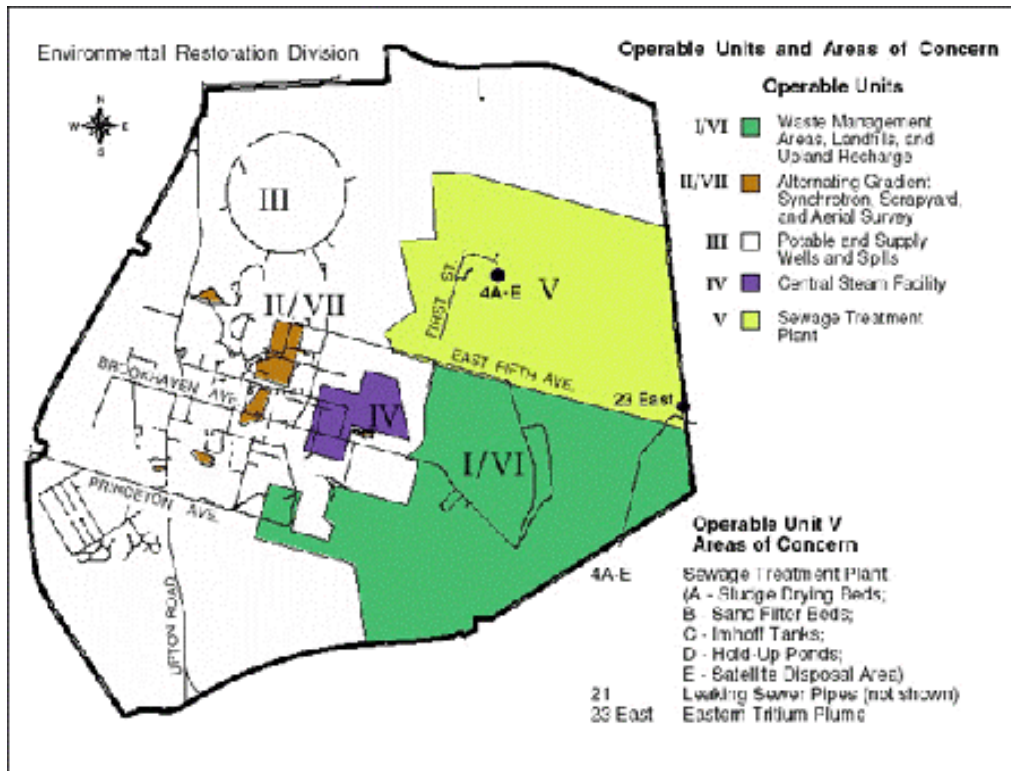 Environmental Restoration Division
Operable Units and Areas of Concern
Operable Units
I/VI Waste Management
Areas, Landfills, and
Upland Recharge
II/VII Alternating Gradient
Synchrotron, Scrapyard,
and Aerial Survey
III Potable and Supply
Wells and Spills
IV Central Steam Facility
V Sewage Treatment
Plant
N
W E
S
III
II/VII
FIRST ST.
4A-E
V
EAST FIFTH AVE.
BROOKHAVEN AVE.
IV
23 East
I/VI
PRINCETON AVE.
UPTON ROAD
Operable Unit V
Areas of Concern
4A-E Sewage Treatment Plant
(A - Sludge Drying Beds;
B - Sand Filter Beds;
C - Imhoff Tanks;
D - Hold-Up Ponds;
E - Satellite Disposal Area)
21 Leaking Sewer Pipes (not shown)
23 East Eastern Tritium Plume